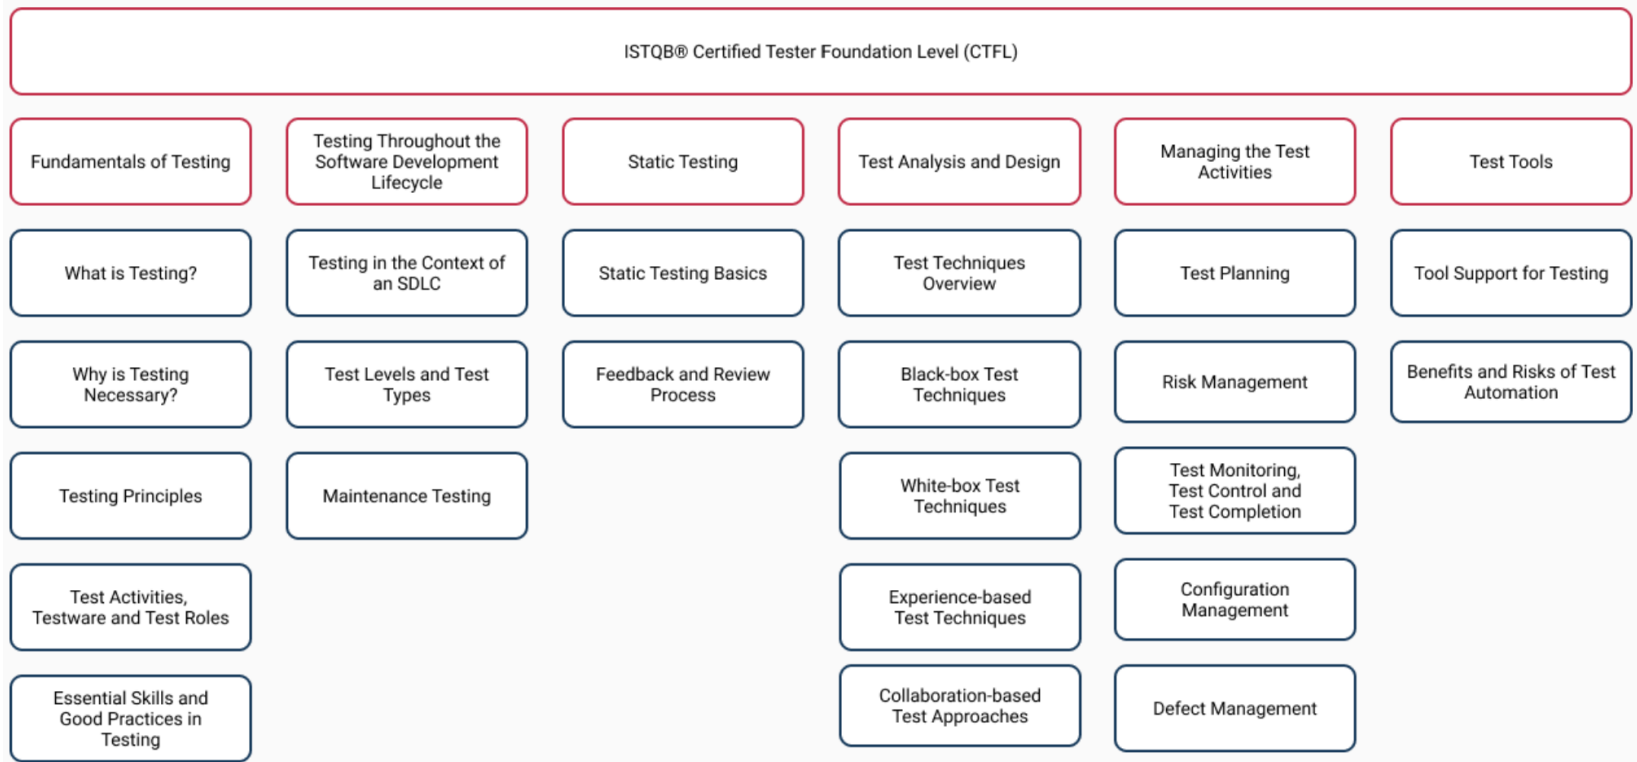 ISTQB® Certified Tester Foundation Level (CTFL)
Fundamentals of Testing
Testing Throughout the
Software Development
Lifecycle
Static Testing
Test Analysis and Design
Managing the Test
Activities
Test Tools
What is Testing?
Testing in the Context of
an SDLC
Static Testing Basics
Test Techniques
Overview
Test Planning
Tool Support for Testing
Why is Testing
Necessary?
Test Levels and Test
Types
Feedback and Review
Process
Black-box Test
Techniques
Risk Management
Benefits and Risks of Test
Automation
Testing Principles
Maintenance Testing
White-box Test
Techniques
Test Monitoring,
Test Control and
Test Completion
Test Activities,
Testware and Test Roles
Experience-based
Test Techniques
Configuration
Management
Essential Skills and
Good Practices in
Testing
Collaboration-based
Test Approaches
Defect Management